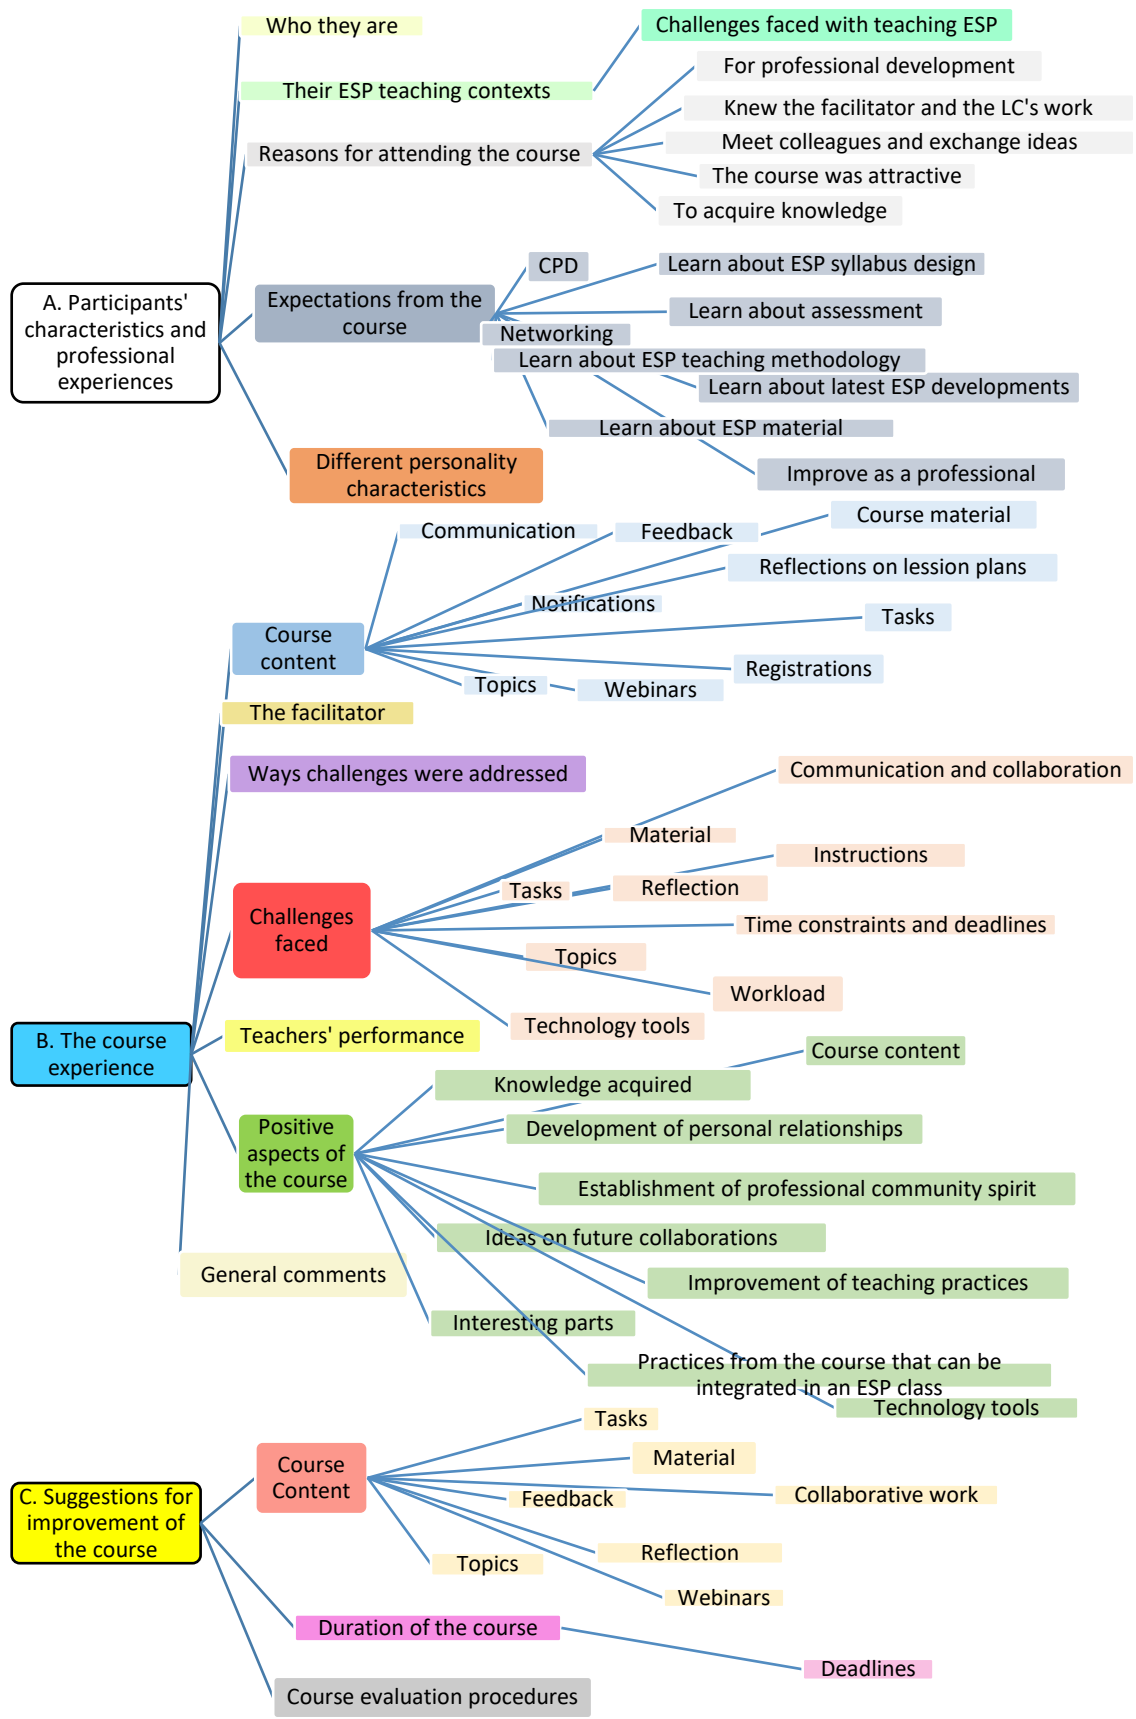 Who they are
Challenges faced with teaching ESP
Their ESP teaching contexts
For professional development
Knew the facilitator and the LC's work
Reasons for attending the course
Meet colleagues and exchange ideas
The course was attractive
To acquire knowledge
A. Participants'
characteristics and
professional
experiences
Expectations from the
course
CPD
Learn about ESP syllabus design
Learn about assessment
Networking
Learn about ESP teaching methodology
Learn about latest ESP developments
Learn about ESP material
Improve as a professional
Different personality
characteristics
Communication
Feedback
Course material
Reflections on lession plans
Notifications
Tasks
Course
content
Registrations
Topics
Webinars
The facilitator
Ways challenges were addressed
Communication and collaboration
Material
Instructions
Tasks
Reflection
Challenges
faced
Time constraints and deadlines
Topics
Workload
Technology tools
B. The course
experience
Teachers' performance
Course content
Knowledge acquired
Positive
aspects of
the course
Development of personal relationships
Establishment of professional community spirit
Ideas on future collaborations
General comments
Improvement of teaching practices
Interesting parts
Practices from the course that can be
integrated in an ESP class
Technology tools
Tasks
Course
Content
Material
Feedback
Collaborative work
C. Suggestions for
improvement of
the course
Reflection
Topics
Webinars
Duration of the course
Deadlines
Course evaluation procedures